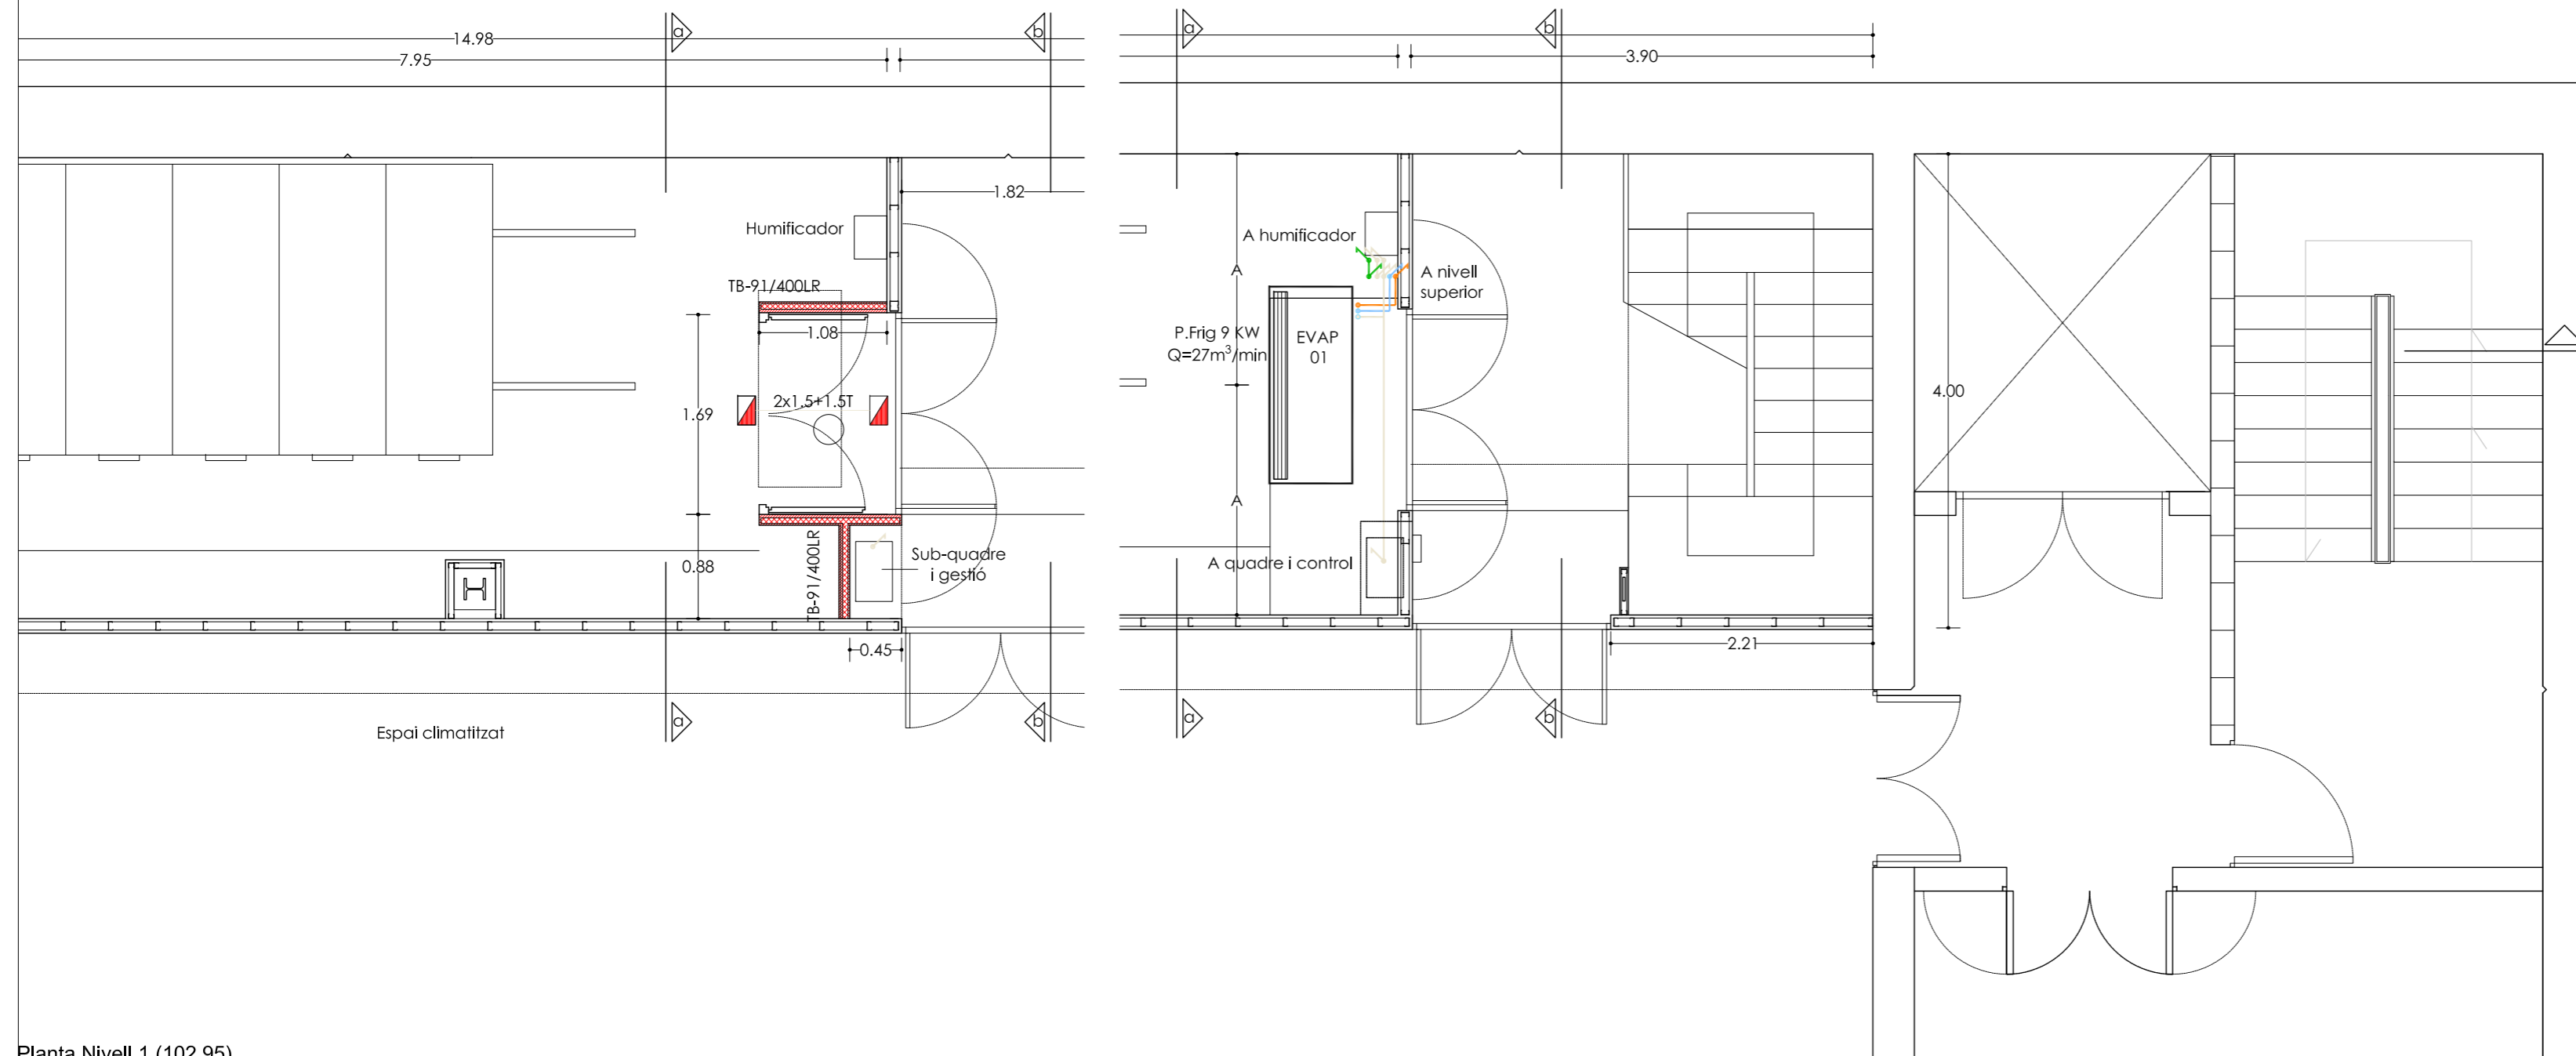 14.98
7.95
a
b
1.82
Humificador
TB-91/400LR
1.08
2x1.5+1.5T
1.69
0.88
TB-91/400LR
Sub-quadre
i gestió
H
0.45
a
b
Espai climatitzat
Planta Nivell 1 (102.95)
a
b
3.90
A humificador
A
A nivell
superior
P.Frig 9 KW
Q=27m³/min
EVAP
01
A
A quadre i control
2.21
4.00
a
b